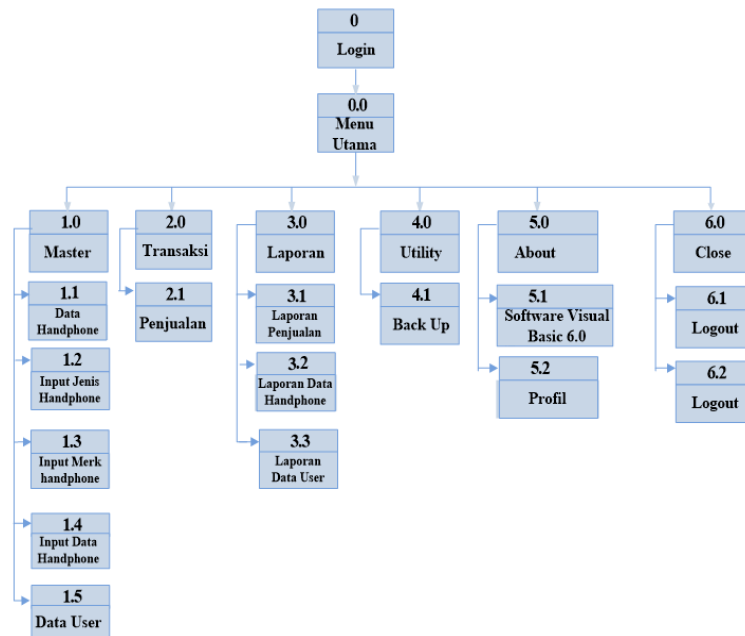 0
Login
0.0
Menu
Utama
1.0
Master
2.0
Transaksi
3.0
Laporan
4.0
Utility
5.0
About
6.0
Close
1.1
Data
Handphone
1.2
Input Jenis
Handphone
1.3
Input Merk
handphone
1.4
Input Data
Handphone
1.5
Data User
2.1
Penjualan
3.1
Laporan
Penjualan
3.2
Laporan Data
Handphone
3.3
Laporan
Data User
4.1
Back Up
5.1
Software Visual
Basic 6.0
5.2
Profil
6.1
Logout
6.2
Logout